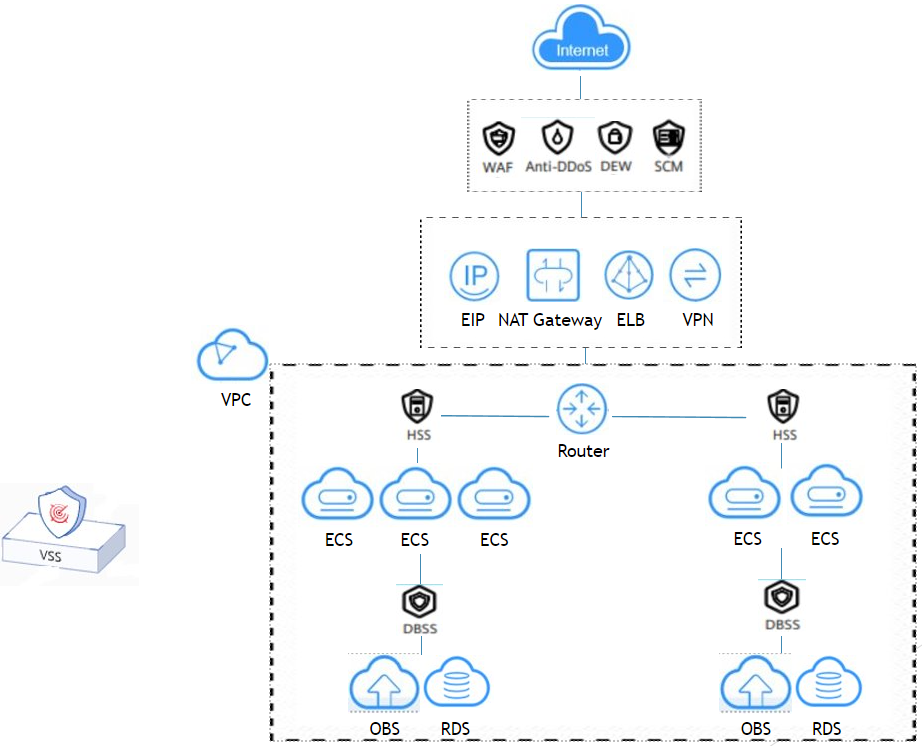 Internet
WAF Anti-DDoS DEW SCM
IP
EIP NAT Gateway ELB VPN
VPC
HSS HSS
Router
ECS ECS ECS ECS ECS
VSS
DBSS DBSS
OBS RDS OBS RDS